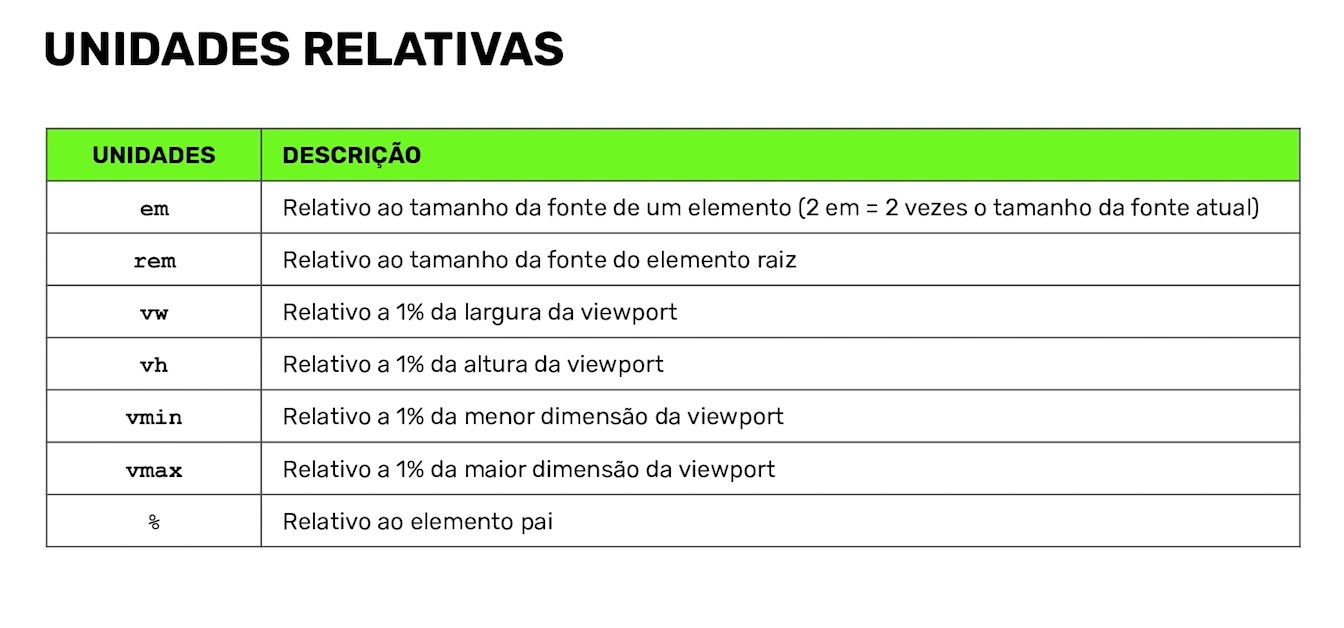 UNIDADES RELATIVAS
UNIDADES DESCRIÇÃO
em Relativo ao tamanho da fonte de um elemento (2 em = 2 vezes o tamanho da fonte atual)
rem Relativo ao tamanho da fonte do elemento raiz
vw Relativo a 1% da largura da viewport
vh Relativo a 1% da altura da viewport
vmin Relativo a 1% da menor dimensão da viewport
vmax Relativo a 1% da maior dimensão da viewport
% Relativo ao elemento pai